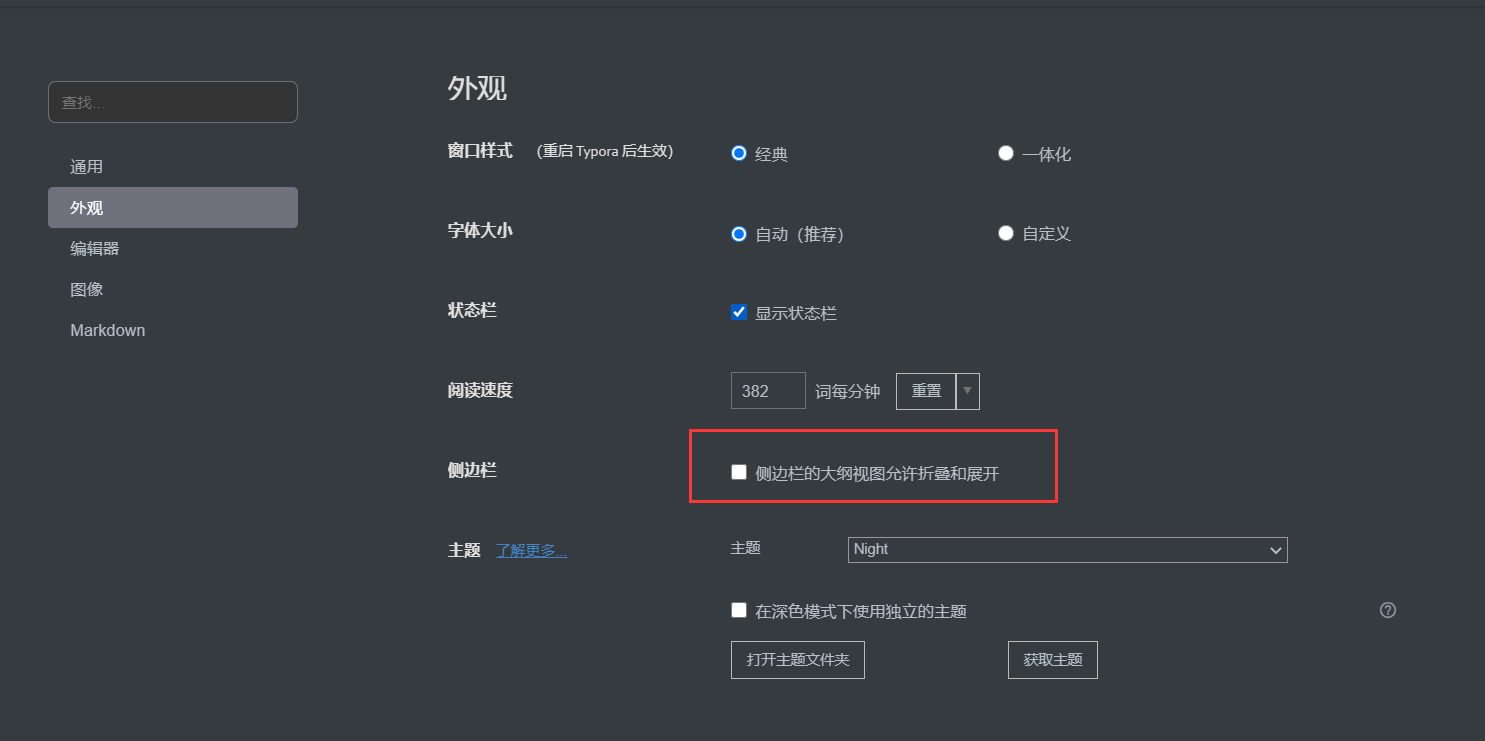 查找...
通用
外观
编辑器
图像
Markdown
外观
窗口样式 (重启 Typora 后生效) 经典 一体化
字体大小 自动（推荐） 自定义
状态栏 显示状态栏
阅读速度 382 词每分钟 重置
侧边栏 侧边栏的大纲视图允许折叠和展开
主题 了解更多... 主题 Night
在深色模式下使用独立的主题
打开主题文件夹 获取主题